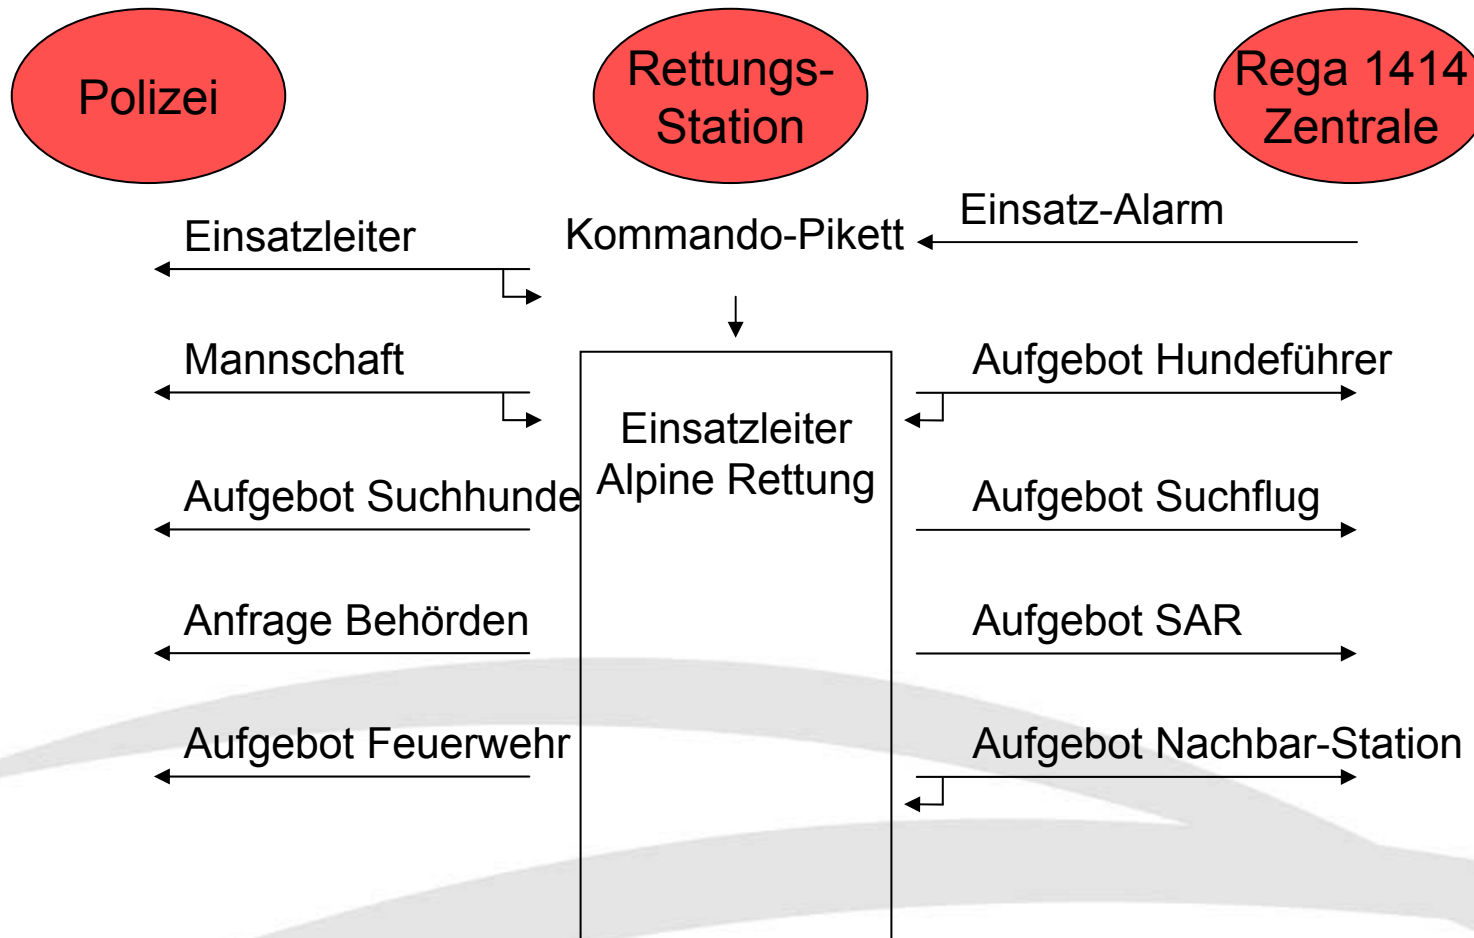 Polizei
Rettungs-
Station
Rega 1414
Zentrale
Einsatzleiter
Kommando-Pikett
Einsatz-Alarm
Mannschaft
Aufgebot Hundeführer
Einsatzleiter
Alpine Rettung
Aufgebot Suchhunde
Aufgebot Suchflug
Anfrage Behörden
Aufgebot SAR
Aufgebot Feuerwehr
Aufgebot Nachbar-Station